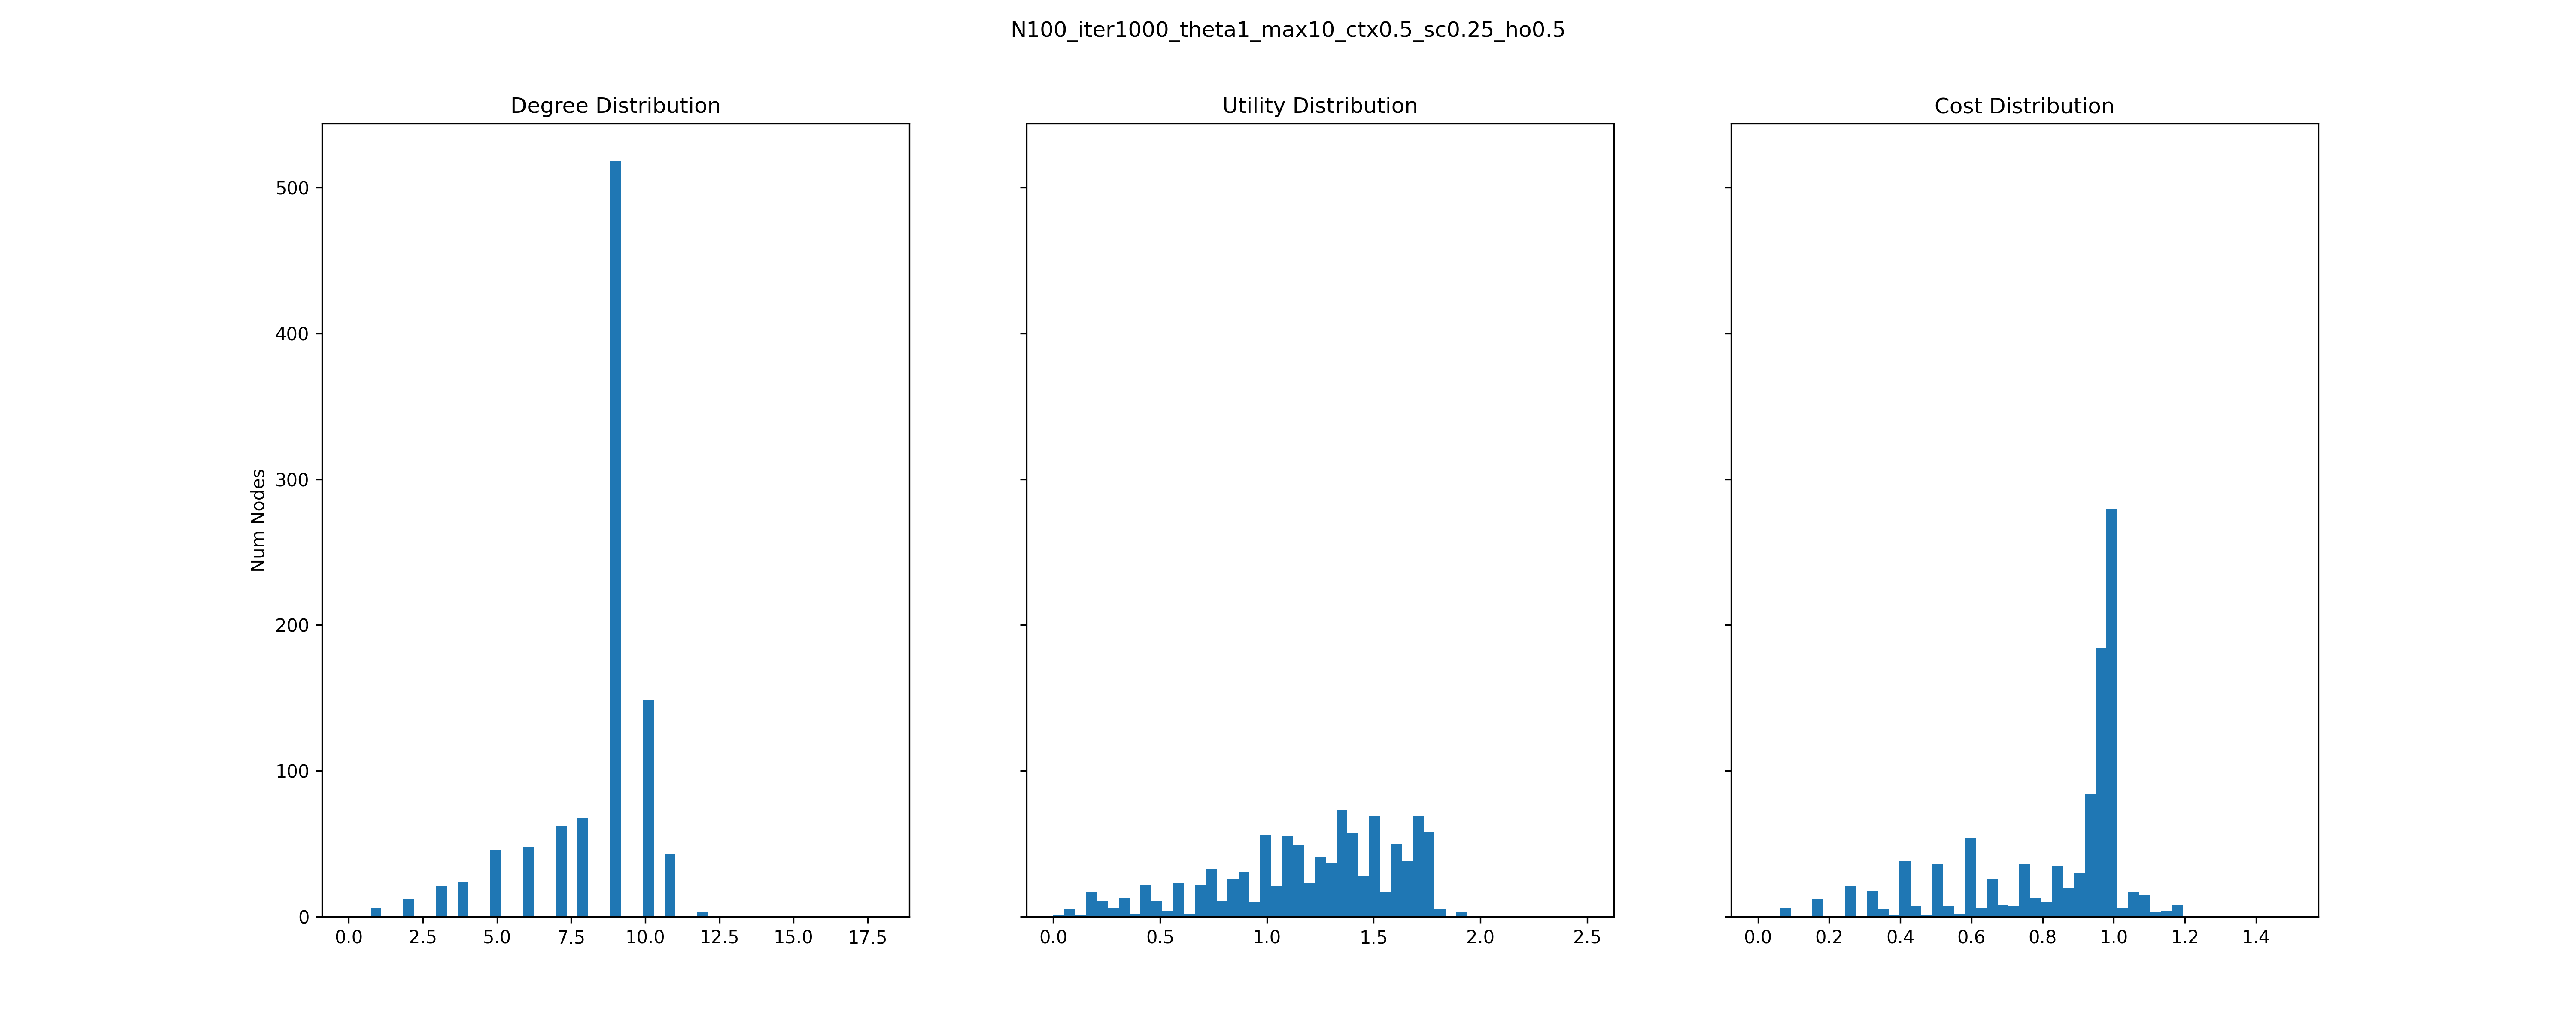 N100_iter1000_theta1_max10_ctx0.5_sc0.25_ho0.5
Degree Distribution
Utility Distribution
Cost Distribution
Num Nodes
500
400
300
200
100
0
0.0 2.5 5.0 7.5 10.0 12.5 15.0 17.5
0.0 0.5 1.0 1.5 2.0 2.5
0.0 0.2 0.4 0.6 0.8 1.0 1.2 1.4